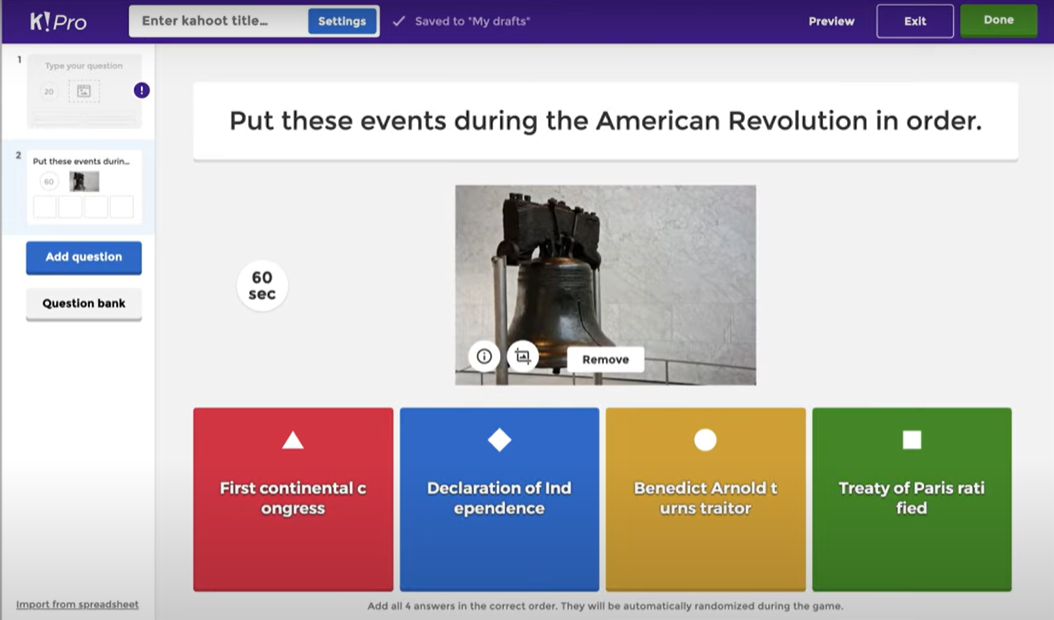 K!Pro
Enter kahoot title...
Settings
Saved to "My drafts"
Preview
Exit
Done
1
Type your question
20
!
2
Put these events durin...
60
Add question
Question bank
Import from spreadsheet
Put these events during the American Revolution in order.
60
sec
Remove
First continental c
ongress
Declaration of Ind
ependence
Benedict Arnold t
urns traitor
Treaty of Paris rati
fied
Add all 4 answers in the correct order. They will be automatically randomized during the game.